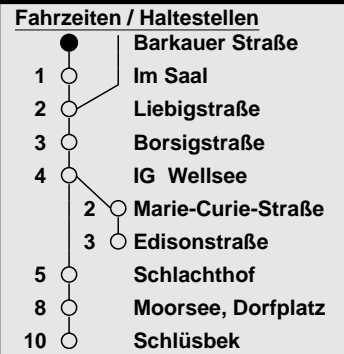 Fahrzeiten / Haltestellen
Barkauer Straße
1 Im Saal
2 Liebigstraße
3 Borsigstraße
4 IG Wellsee
2 Marie-Curie-Straße
3 Edisonstraße
5 Schlachthof
8 Moorsee, Dorfplatz
10 Schlüsbek